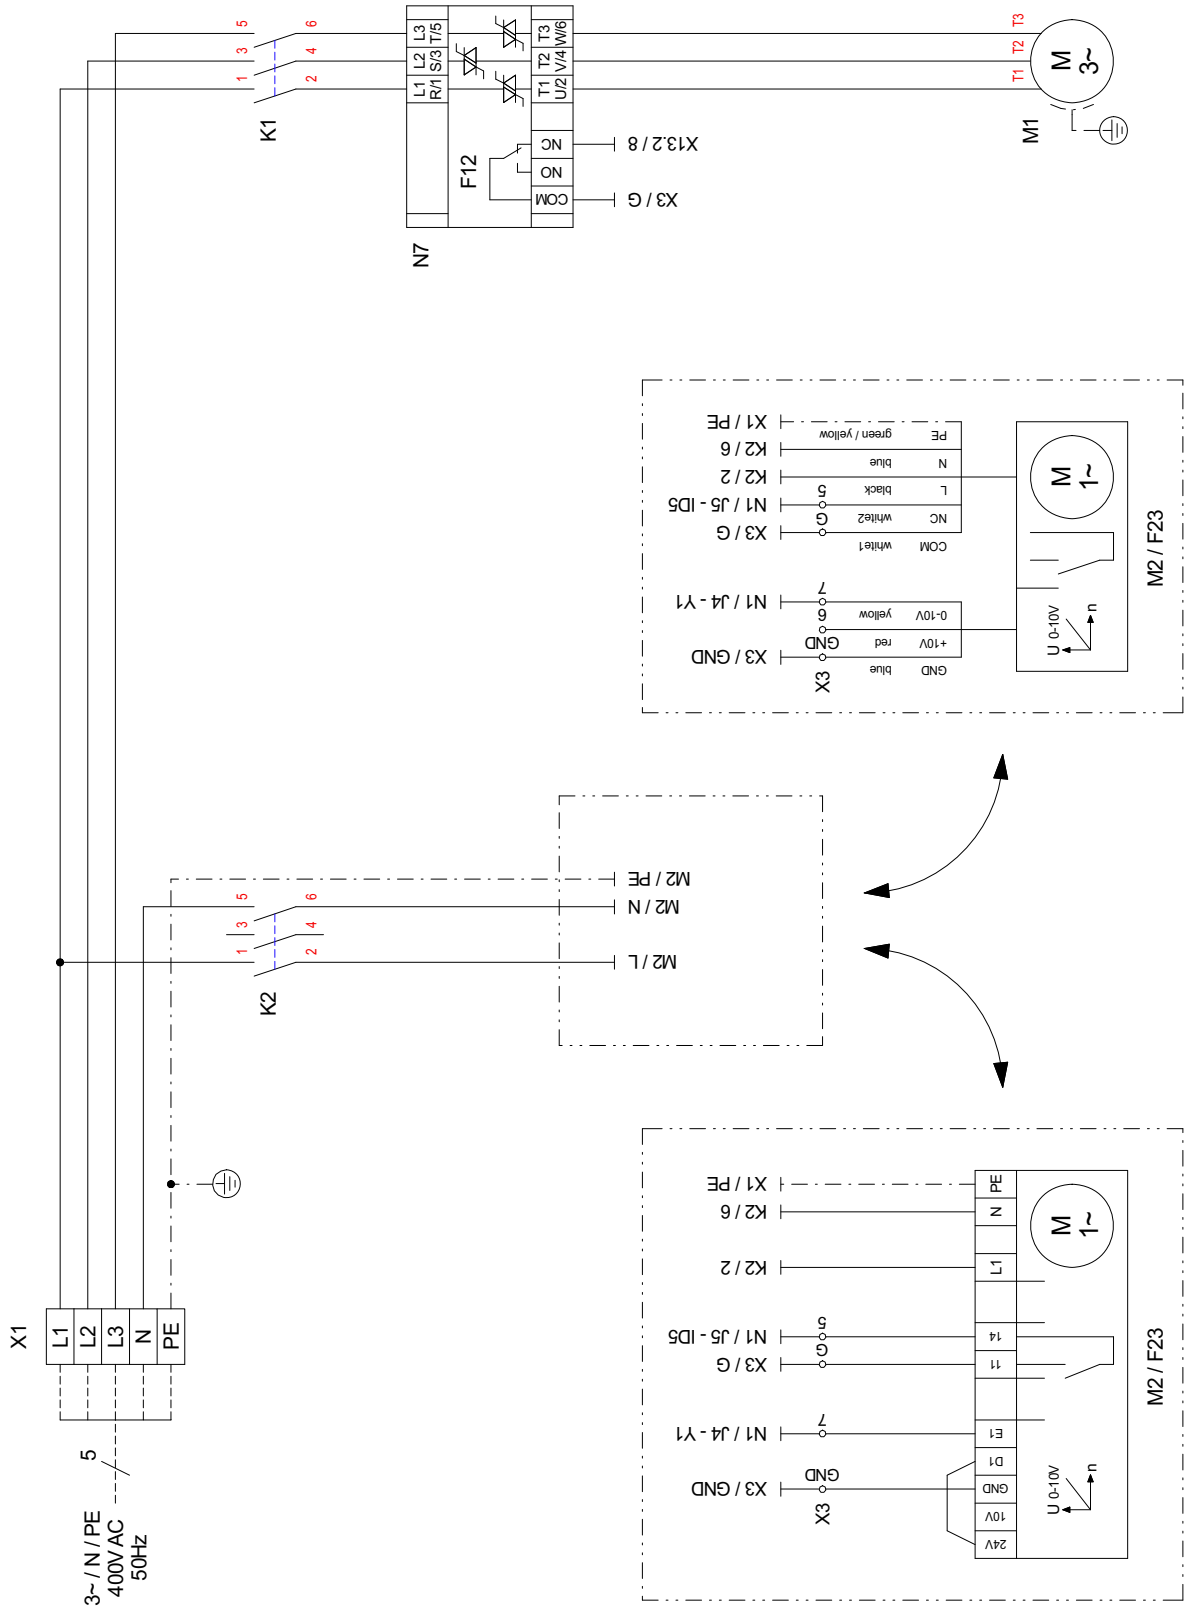 X1
L1
L2
L3
N
PE
5
3~ / N / PE
400V AC
50Hz
K1
1
3
5
2
4
6
N7
L1
L2
L3
R/1
S/3
T/5
F12
COM
NO
NC
T1
T2
T3
U/2
V/4
W/6
X3 / G
X13.2 / 8
T1
T2
T3
M1
M
3~
K2
1
3
5
2
4
6
M2 / L
M2 / N
M2 / PE
X1 / PE
K2 / 6
K2 / 2
N1 / J5 - ID5
X3 / G
N1 / J4 - Y1
X3 / GND
5
G
7
GND
X3
PE
N
L1
14
11
E1
D1
GND
10V
24V
U 0-10V
n
M
1~
M2 / F23
X1 / PE
K2 / 6
K2 / 2
N1 / J5 - ID5
X3 / G
N1 / J4 - Y1
X3 / GND
5
G
7
6
GND
X3
green / yellow PE
blue N
black L
white2 NC
white1 COM
yellow 0-10V
red +10V
blue GND
U 0-10V
n
M
1~
M2 / F23